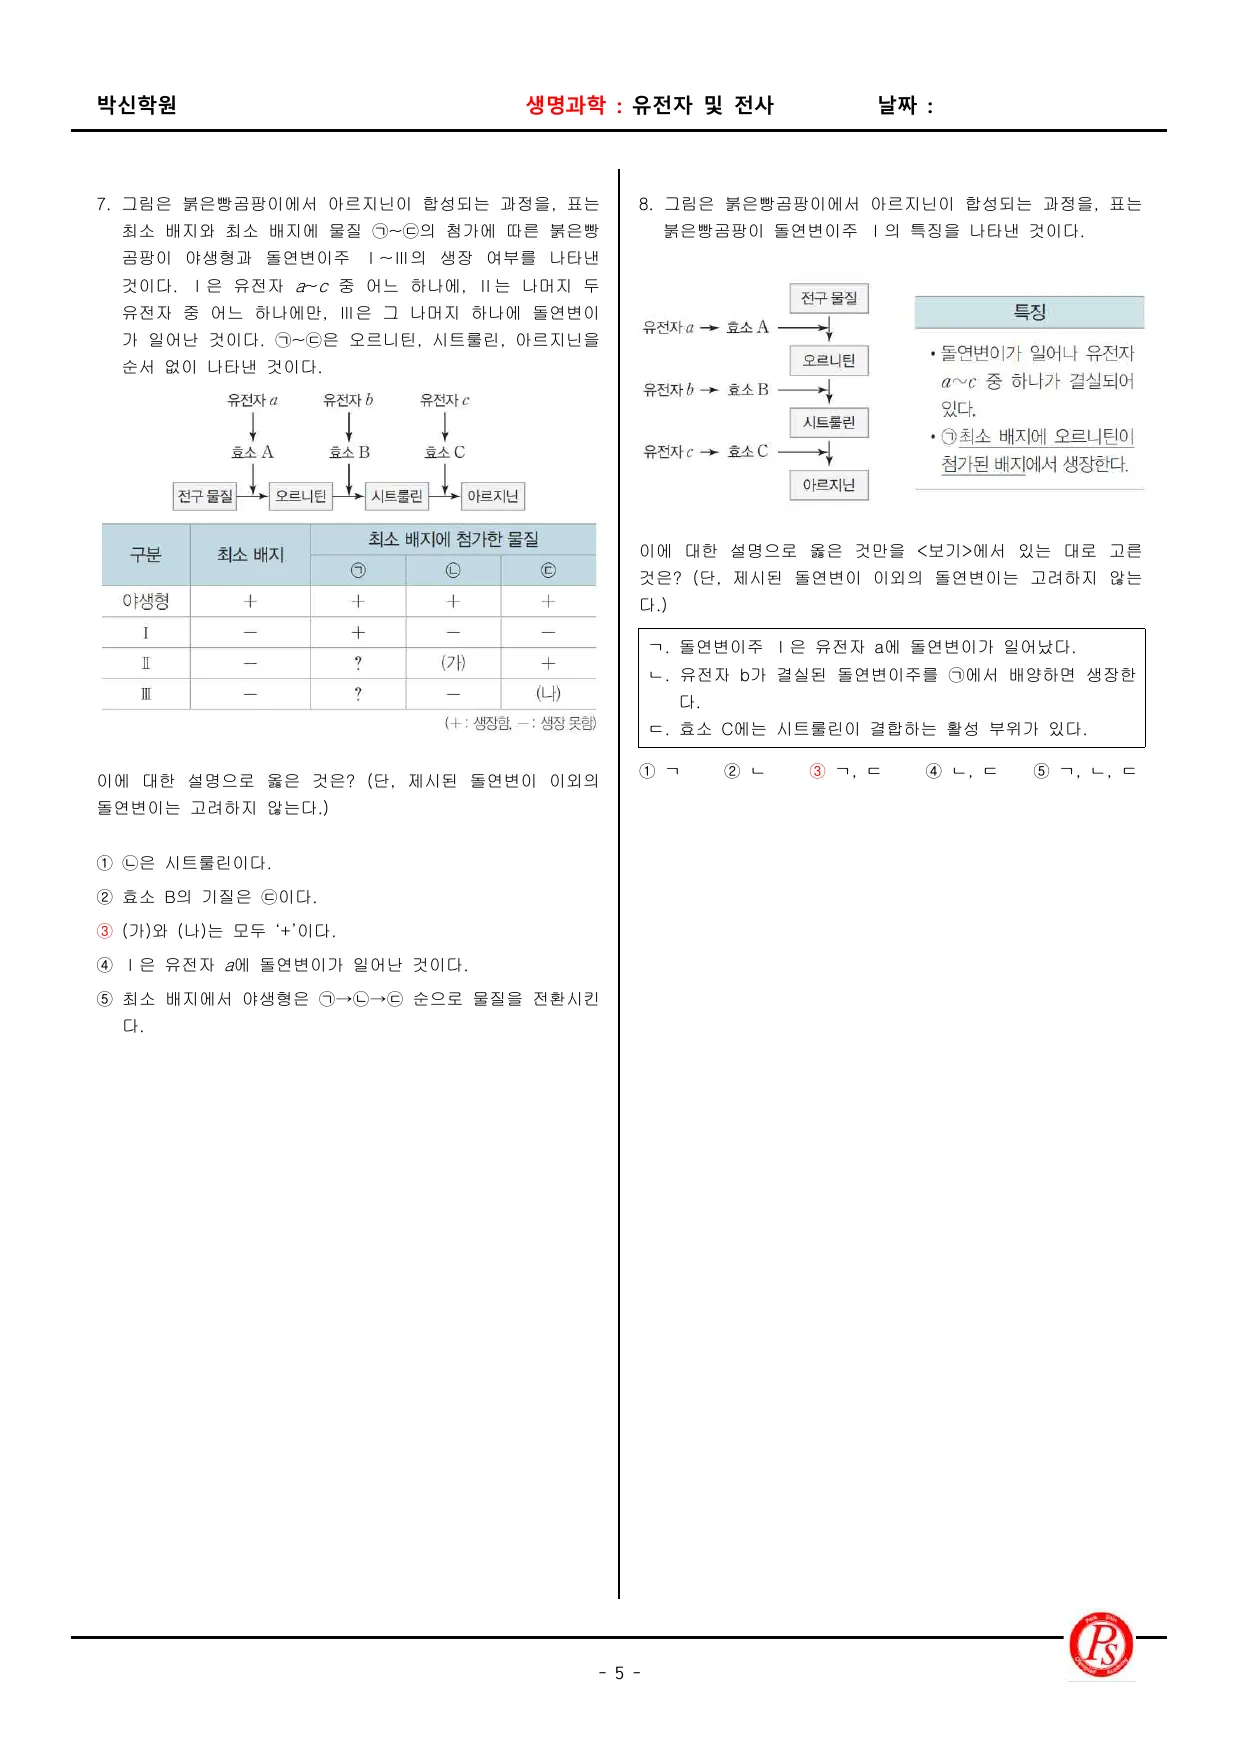 박신학원 생명과학 : 유전자 및 전사 날짜 :
7. 그림은 붉은빵곰팡이에서 아르지닌이 합성되는 과정을, 표는
최소 배지와 최소 배지에 물질 ㉠~㉢의 첨가에 따른 붉은빵
곰팡이 야생형과 돌연변이주 Ⅰ~Ⅲ의 생장 여부를 나타낸
것이다. Ⅰ은 유전자 a~c 중 어느 하나에, Ⅱ는 나머지 두
유전자 중 어느 하나에만, Ⅲ은 그 나머지 하나에 돌연변이
가 일어난 것이다. ㉠~㉢은 오르니틴, 시트룰린, 아르지닌을
순서 없이 나타낸 것이다.
유전자 a 유전자 b 유전자 c
효소 A 효소 B 효소 C
전구 물질 오르니틴 시트룰린 아르지닌
구분 최소 배지 최소 배지에 첨가한 물질
㉠ ㉡ ㉢
야생형 + + + +
Ⅰ - + - -
Ⅱ - ? (가) +
Ⅲ - ? - (나)
(+: 생장함, -: 생장 못함)
이에 대한 설명으로 옳은 것은? (단, 제시된 돌연변이 이외의
돌연변이는 고려하지 않는다.)
① ㉡은 시트룰린이다.
② 효소 B의 기질은 ㉢이다.
③ (가)와 (나)는 모두 ‘+’이다.
④ Ⅰ은 유전자 a에 돌연변이가 일어난 것이다.
⑤ 최소 배지에서 야생형은 ㉠→㉡→㉢ 순으로 물질을 전환시킨
다.
8. 그림은 붉은빵곰팡이에서 아르지닌이 합성되는 과정을, 표는
붉은빵곰팡이 돌연변이주 Ⅰ의 특징을 나타낸 것이다.
전구 물질
유전자 a → 효소 A
오르니틴
유전자 b → 효소 B
시트룰린
유전자 c → 효소 C
아르지닌
특징
• 돌연변이가 일어나 유전자
a~c 중 하나가 결실되어
있다.
• ㉠최소 배지에 오르니틴이
첨가된 배지에서 생장한다.
이에 대한 설명으로 옳은 것만을 <보기>에서 있는 대로 고른
것은? (단, 제시된 돌연변이 이외의 돌연변이는 고려하지 않는
다.)
ㄱ. 돌연변이주 Ⅰ은 유전자 a에 돌연변이가 일어났다.
ㄴ. 유전자 b가 결실된 돌연변이주를 ㉠에서 배양하면 생장한
다.
ㄷ. 효소 C에는 시트룰린이 결합하는 활성 부위가 있다.
① ㄱ ② ㄴ ③ ㄱ, ㄷ ④ ㄴ, ㄷ ⑤ ㄱ, ㄴ, ㄷ
- 5 -